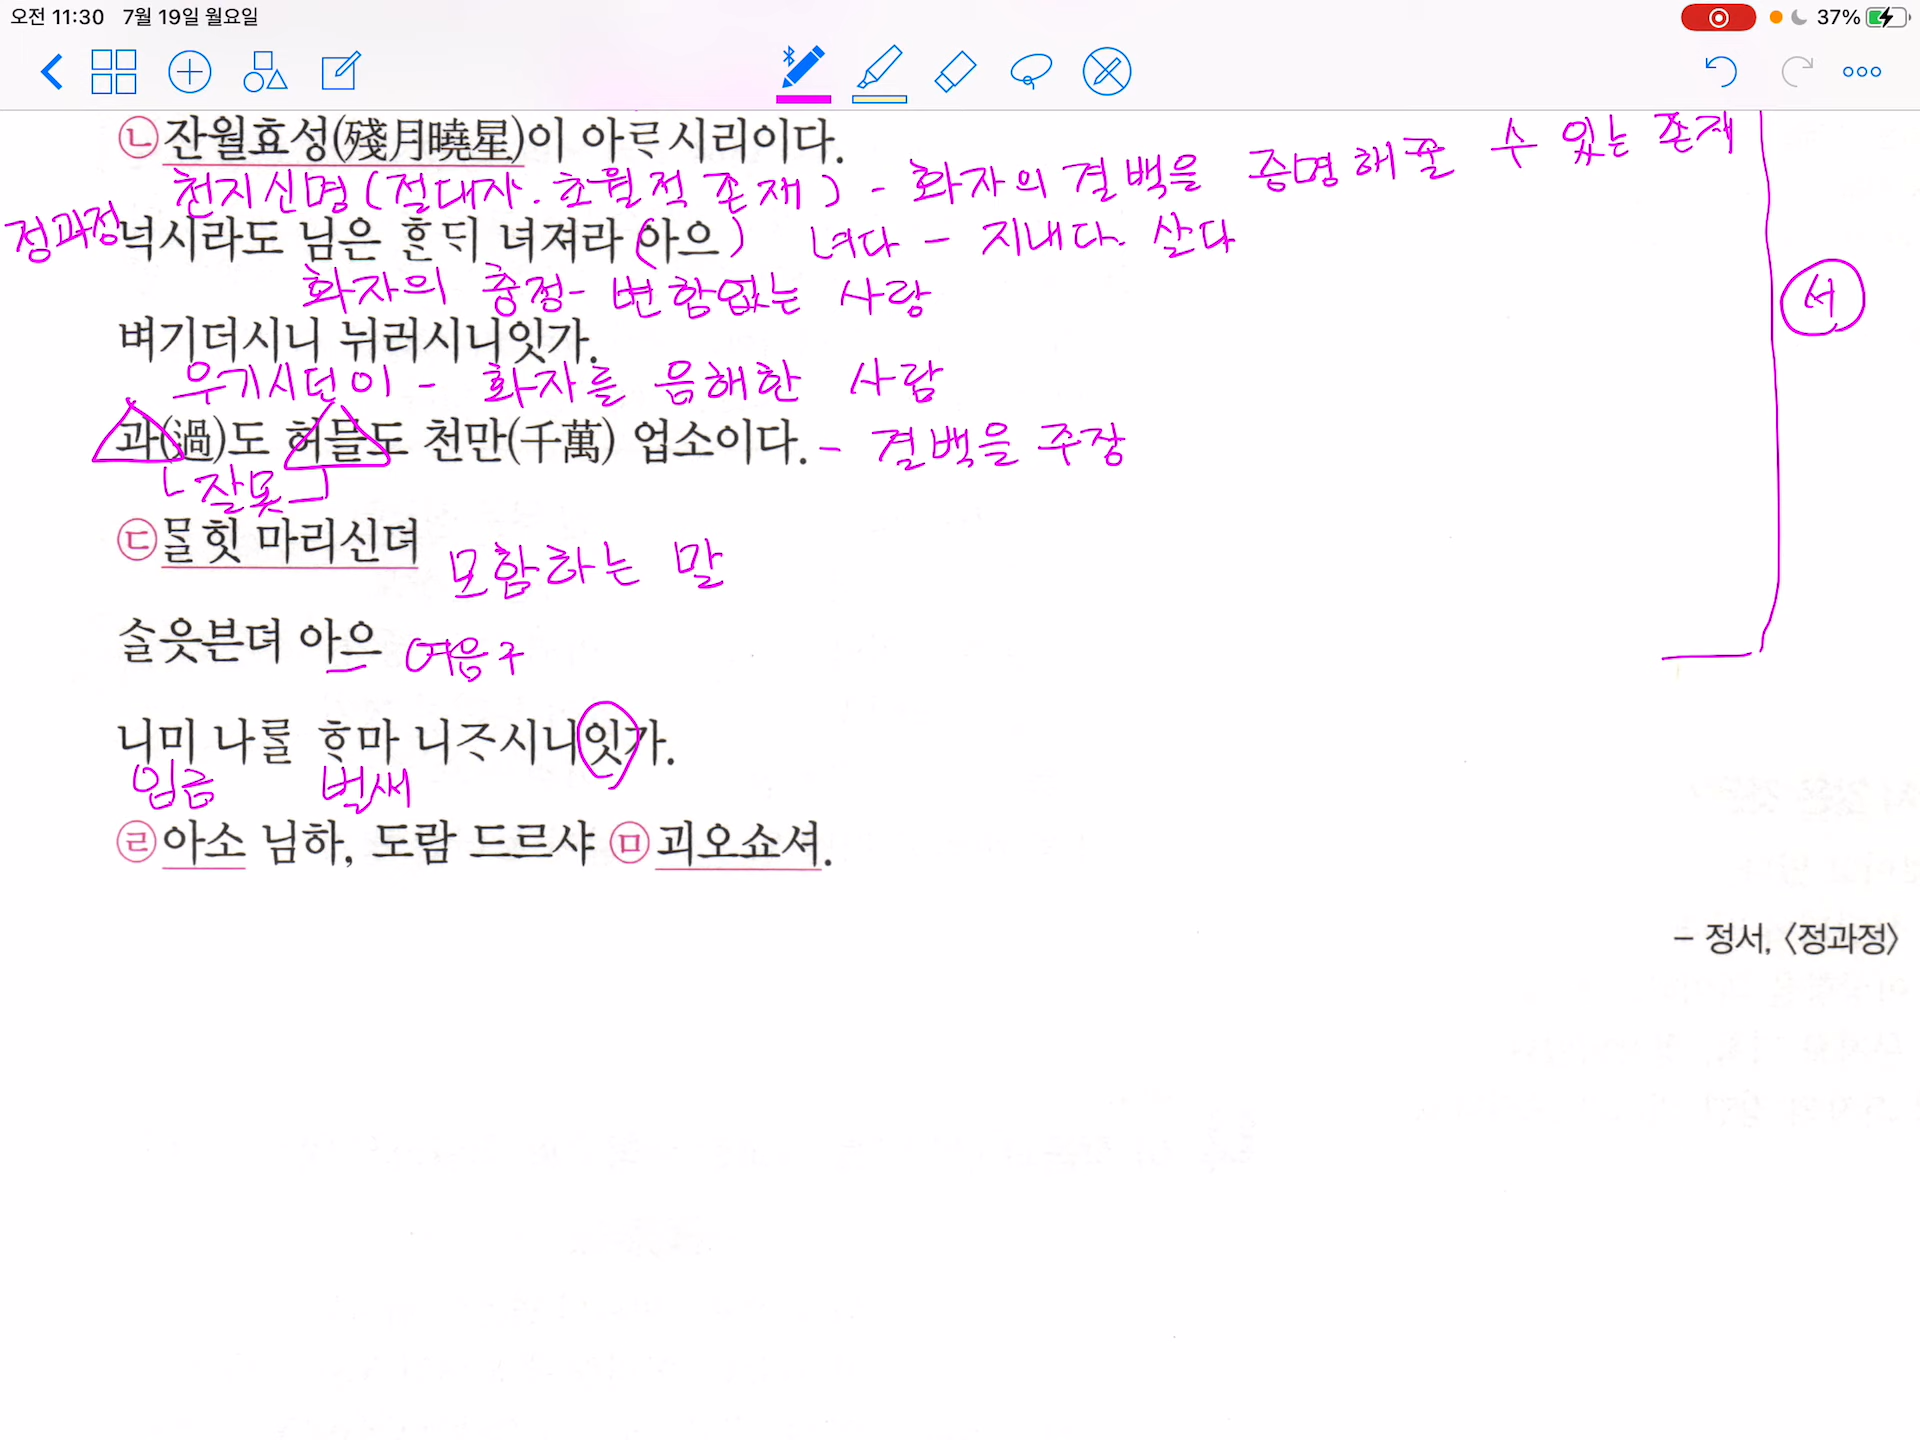 오전 11:30 7월 19일 월요일
37%
㉡잔월효성(殘月曉星)이 아ᄅᆞ시리이다.
천지신명(절대자. 초월적 존재) - 화자의 결백을 증명해줄 수 있는 존재
정과정
넉시라도 님은 ᄒᆞᆫᄃᆡ 녀져라 (아으) 녀다 - 지내다. 살다
화자의 충정- 변함없는 사랑
서
벼기더시니 뉘러시니잇가.
우기시던이 - 화자를 음해한 사람
과(過)도 허믈도 천만(千萬) 업소이다. - 결백을 주장
잘못
㉢ᄆᆞᆯ힛 마리신뎌
모함하는 말
슬읏븐뎌 아으 여음구
니미 나ᄅᆞᆯ ᄒᆞ마 니ᄌᆞ시니잇가.
임금 벌써
㉣아소 님하, 도람 드르샤 ㉤괴오쇼셔.
– 정서, 〈정과정〉